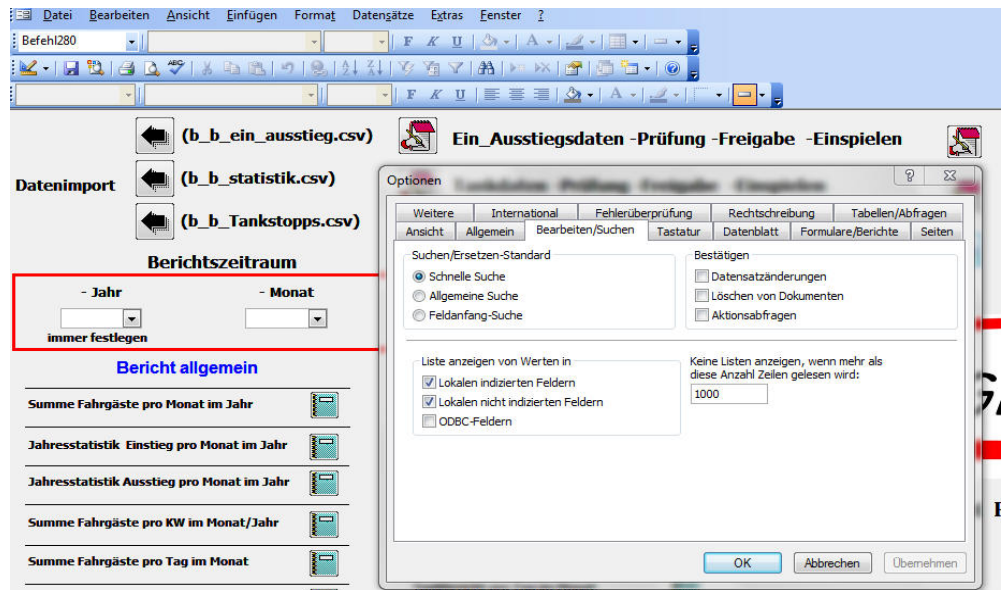 Datei Bearbeiten Ansicht Einfügen Format Datensätze Extras Fenster ?
Befehl280 F K U A
ABC
F K U A
(b_b_ein_ausstieg.csv) Ein_Ausstiegsdaten -Prüfung -Freigabe -Einspielen
Datenimport (b_b_statistik.csv)
(b_b_Tankstopps.csv)
Berichtszeitraum
- Jahr - Monat
immer festlegen
Bericht allgemein
Summe Fahrgäste pro Monat im Jahr
Jahresstatistik Einstieg pro Monat im Jahr
Jahresstatistik Ausstieg pro Monat im Jahr
Summe Fahrgäste pro KW im Monat/Jahr
Summe Fahrgäste pro Tag im Monat
Optionen ?
Weitere International Fehlerüberprüfung Rechtschreibung Tabellen/Abfragen
Ansicht Allgemein Bearbeiten/Suchen Tastatur Datenblatt Formulare/Berichte Seiten
Suchen/Ersetzen-Standard Bestätigen
Schnelle Suche Datensatzänderungen
Allgemeine Suche Löschen von Dokumenten
Feldanfang-Suche Aktionsabfragen
Liste anzeigen von Werten in Keine Listen anzeigen, wenn mehr als
diese Anzahl Zeilen gelesen wird:
Lokalen indizierten Feldern 1000
Lokalen nicht indizierten Feldern
ODBC-Feldern
OK Abbrechen Übernehmen